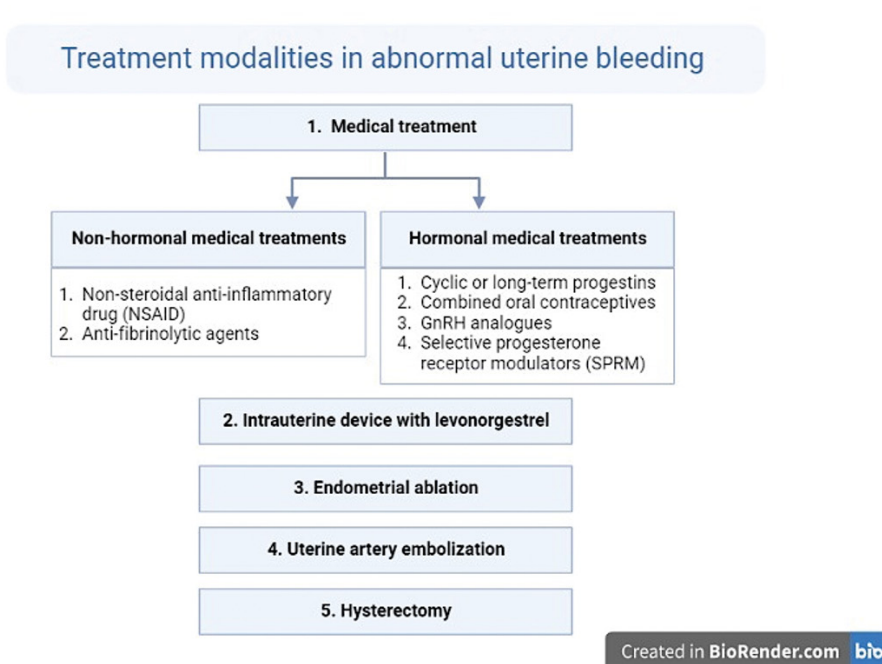 Treatment modalities in abnormal uterine bleeding
1. Medical treatment
Non-hormonal medical treatments
1. Non-steroidal anti-inflammatory
drug (NSAID)
2. Anti-fibrinolytic agents
Hormonal medical treatments
1. Cyclic or long-term progestins
2. Combined oral contraceptives
3. GnRH analogues
4. Selective progesterone
receptor modulators (SPRM)
2. Intrauterine device with levonorgestrel
3. Endometrial ablation
4. Uterine artery embolization
5. Hysterectomy
Created in BioRender.com bio